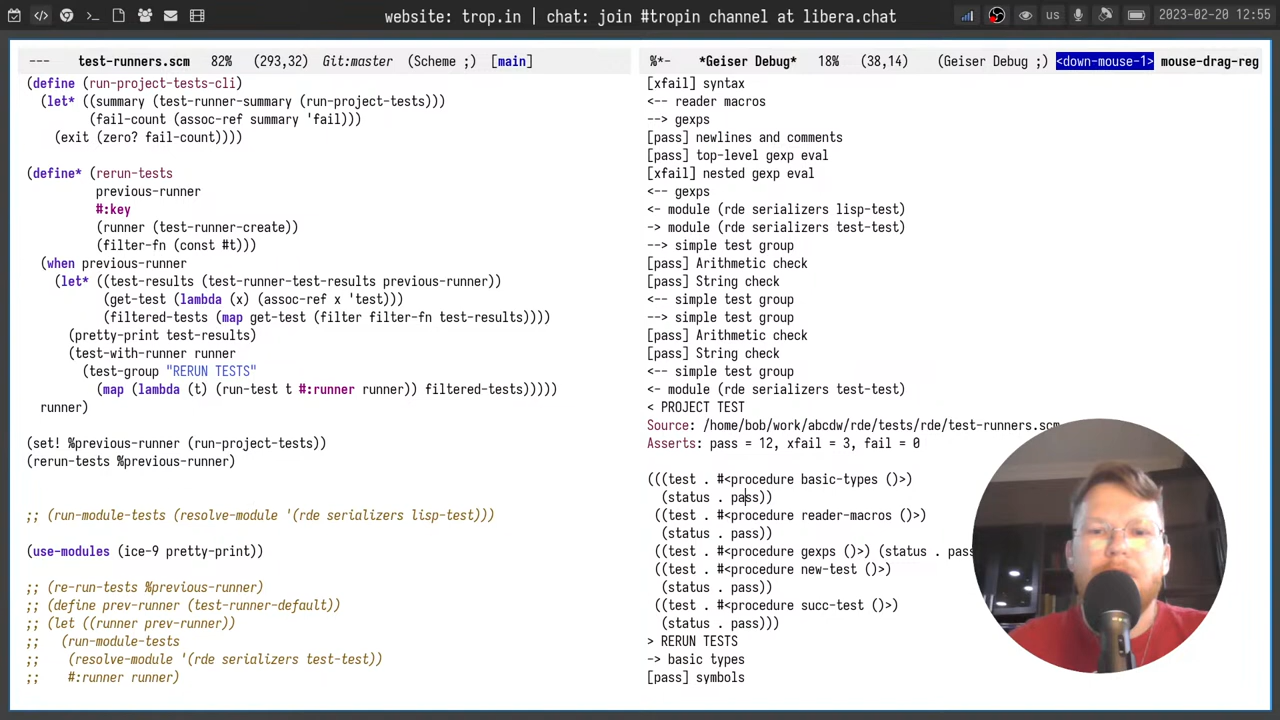 website: trop.in | chat: join #tropin channel at libera.chat
us
2023-02-20 12:55
--- test-runners.scm 82% (293,32) Git:master (Scheme ;) [main]
(define (run-project-tests-cli)
(let* ((summary (test-runner-summary (run-project-tests)))
(fail-count (assoc-ref summary 'fail)))
(exit (zero? fail-count))))
(define* (rerun-tests
previous-runner
#:key
(runner (test-runner-create))
(filter-fn (const #t)))
(when previous-runner
(let* ((test-results (test-runner-test-results previous-runner))
(get-test (lambda (x) (assoc-ref x 'test)))
(filtered-tests (map get-test (filter filter-fn test-results))))
(pretty-print test-results)
(test-with-runner runner
(test-group "RERUN TESTS"
(map (lambda (t) (run-test t #:runner runner)) filtered-tests)))))
runner)
(set! %previous-runner (run-project-tests))
(rerun-tests %previous-runner)
;; (run-module-tests (resolve-module '(rde serializers lisp-test)))
(use-modules (ice-9 pretty-print))
;; (re-run-tests %previous-runner)
;; (define prev-runner (test-runner-default))
;; (let ((runner prev-runner))
;; (run-module-tests
;; (resolve-module '(rde serializers test-test))
;; #:runner runner)
%*- *Geiser Debug* 18% (38,14) (Geiser Debug ;) <down-mouse-1> mouse-drag-reg
[xfail] syntax
<-- reader macros
--> gexps
[pass] newlines and comments
[pass] top-level gexp eval
[xfail] nested gexp eval
<-- gexps
<- module (rde serializers lisp-test)
-> module (rde serializers test-test)
--> simple test group
[pass] Arithmetic check
[pass] String check
<-- simple test group
--> simple test group
[pass] Arithmetic check
[pass] String check
<-- simple test group
<- module (rde serializers test-test)
< PROJECT TEST
Source: /home/bob/work/abcdw/rde/tests/rde/test-runners.scm
Asserts: pass = 12, xfail = 3, fail = 0
(((test . #<procedure basic-types ()>)
(status . pass))
((test . #<procedure reader-macros ()>)
(status . pass))
((test . #<procedure gexps ()>) (status . pass
((test . #<procedure new-test ()>)
(status . pass))
((test . #<procedure succ-test ()>)
(status . pass)))
> RERUN TESTS
-> basic types
[pass] symbols